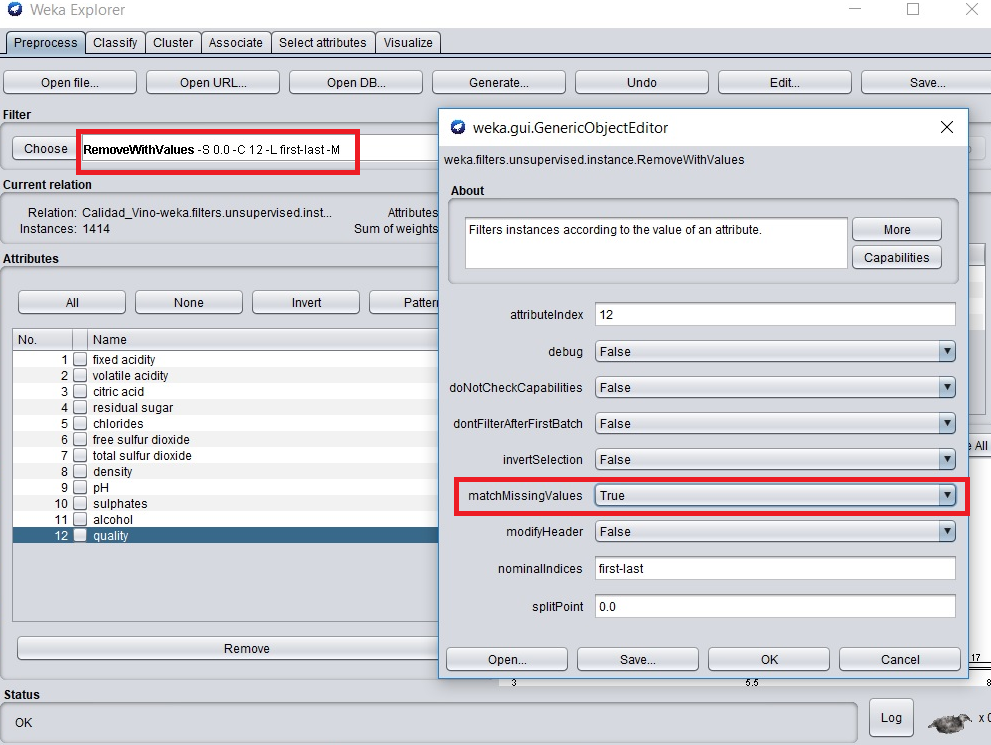 Weka Explorer
Preprocess Classify Cluster Associate Select attributes Visualize
Open file... Open URL... Open DB... Generate... Undo Edit... Save...
Filter
Choose RemoveWithValues -S 0.0 -C 12 -L first-last -M
Current relation
Relation: Calidad_Vino-weka.filters.unsupervised.inst... Attributes
Instances: 1414 Sum of weights
Attributes
All None Invert Pattern
No. Name
1 fixed acidity
2 volatile acidity
3 citric acid
4 residual sugar
5 chlorides
6 free sulfur dioxide
7 total sulfur dioxide
8 density
9 pH
10 sulphates
11 alcohol
12 quality
Remove
Status
OK
weka.gui.GenericObjectEditor
weka.filters.unsupervised.instance.RemoveWithValues
About
Filters instances according to the value of an attribute.
More
Capabilities
attributeIndex 12
debug False
doNotCheckCapabilities False
dontFilterAfterFirstBatch False
invertSelection False
matchMissingValues True
modifyHeader False
nominalIndices first-last
splitPoint 0.0
Open... Save... OK Cancel
All
17
3 5.5 8
Log x 0